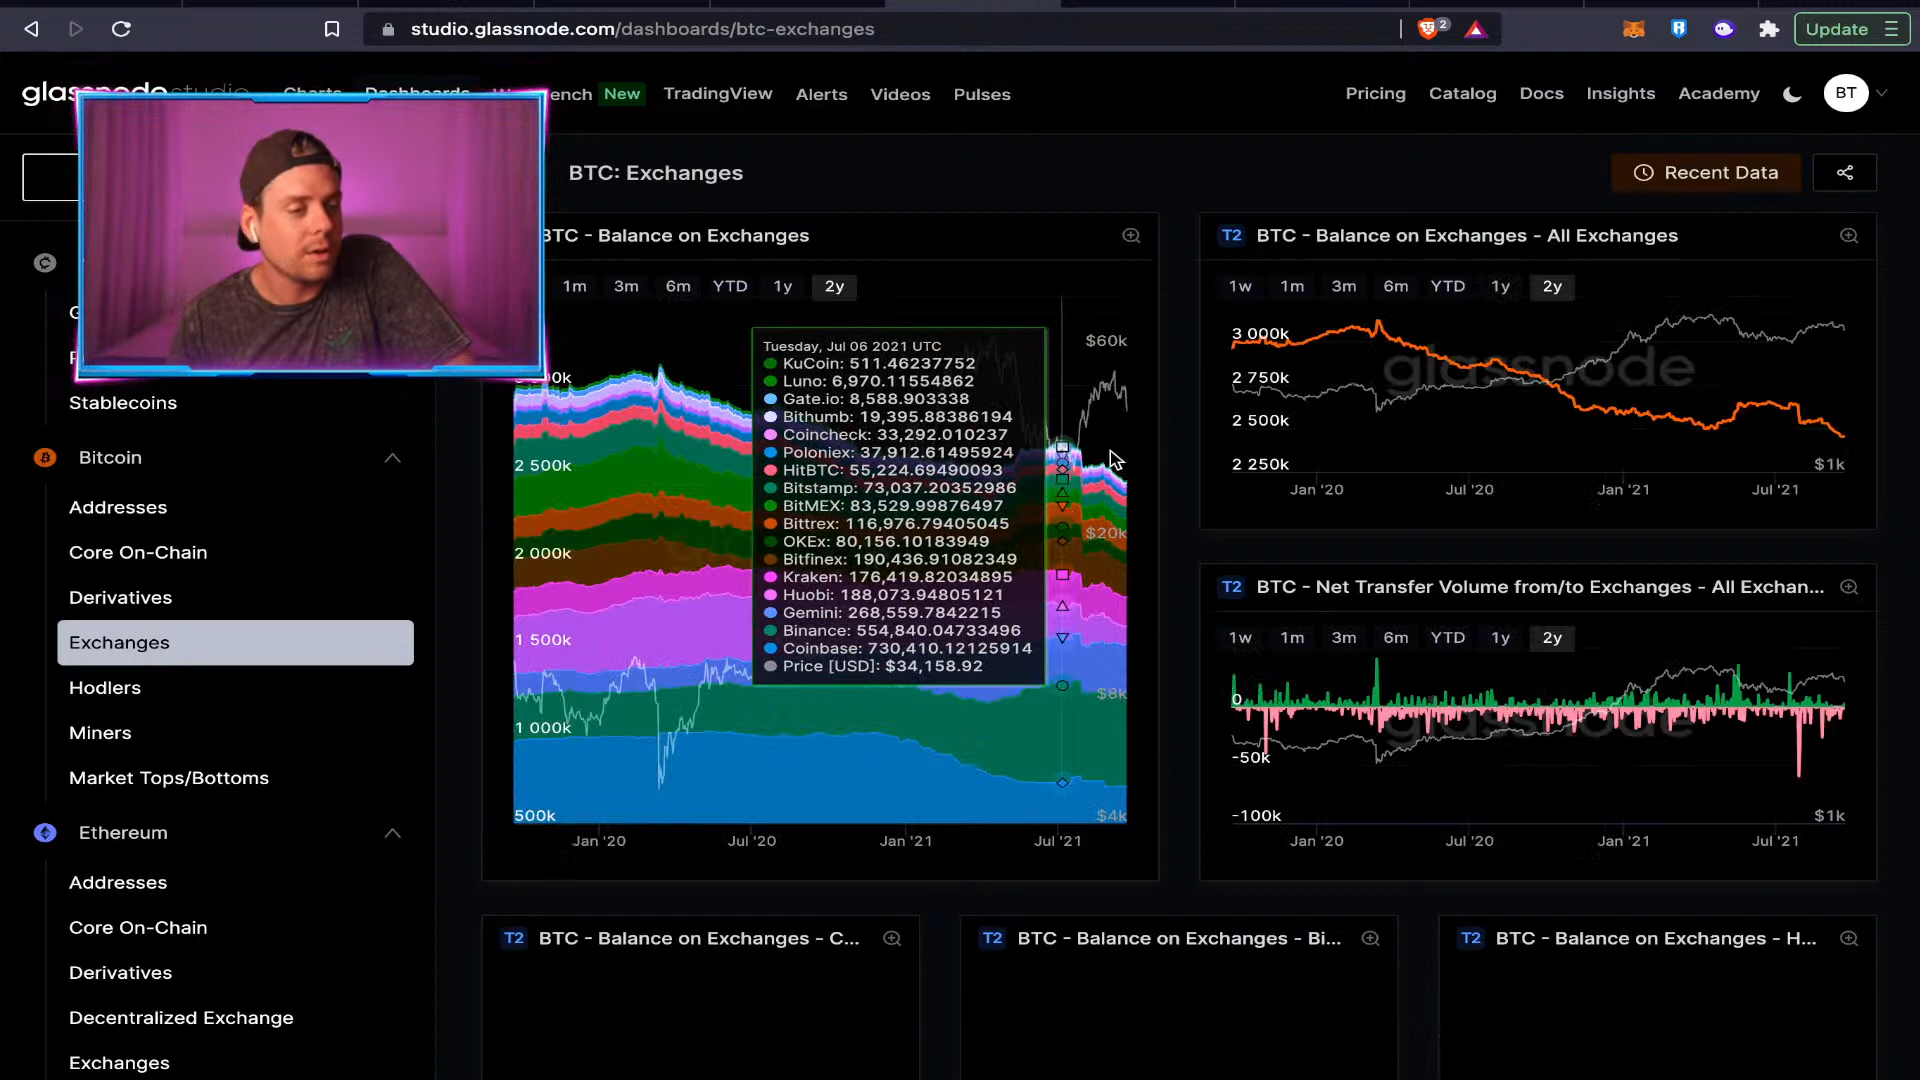 studio.glassnode.com/dashboards/btc-exchanges
2
Update
glassnode studio
Charts
Dashboards
New
TradingView
Alerts
Videos
Pulses
Pricing
Catalog
Docs
Insights
Academy
BT
BTC: Exchanges
Recent Data
Stablecoins
Bitcoin
Addresses
Core On-Chain
Derivatives
Exchanges
Hodlers
Miners
Market Tops/Bottoms
Ethereum
Addresses
Core On-Chain
Derivatives
Decentralized Exchange
Exchanges
BTC - Balance on Exchanges
1m 3m 6m YTD 1y 2y
$60k
Tuesday, Jul 06 2021 UTC
KuCoin: 511.46237752
Luno: 6,970.11554862
Gate.io: 8,588.903338
Bithumb: 19,395.88386194
Coincheck: 33,292.010237
Poloniex: 37,912.61495924
HitBTC: 55,224.69490093
Bitstamp: 73,037.20352986
BitMEX: 83,529.99876497
Bittrex: 116,976.79405045
OKEx: 80,156.10183949
Bitfinex: 190,436.91082349
Kraken: 176,419.82034895
Huobi: 188,073.94805121
Gemini: 268,559.7842215
Binance: 554,840.04733496
Coinbase: 730,410.12125914
Price [USD]: $34,158.92
2 500k
2 000k
1 500k
1 000k
500k
$20k
$8k
$4k
Jan '20 Jul '20 Jan '21 Jul '21
T2 BTC - Balance on Exchanges - All Exchanges
1w 1m 3m 6m YTD 1y 2y
3 000k
2 750k
2 500k
2 250k
$1k
glassnode
Jan '20 Jul '20 Jan '21 Jul '21
T2 BTC - Net Transfer Volume from/to Exchanges - All Exchan...
1w 1m 3m 6m YTD 1y 2y
0
-50k
-100k
$1k
glassnode
Jan '20 Jul '20 Jan '21 Jul '21
T2 BTC - Balance on Exchanges - C...
T2 BTC - Balance on Exchanges - Bi...
T2 BTC - Balance on Exchanges - H...